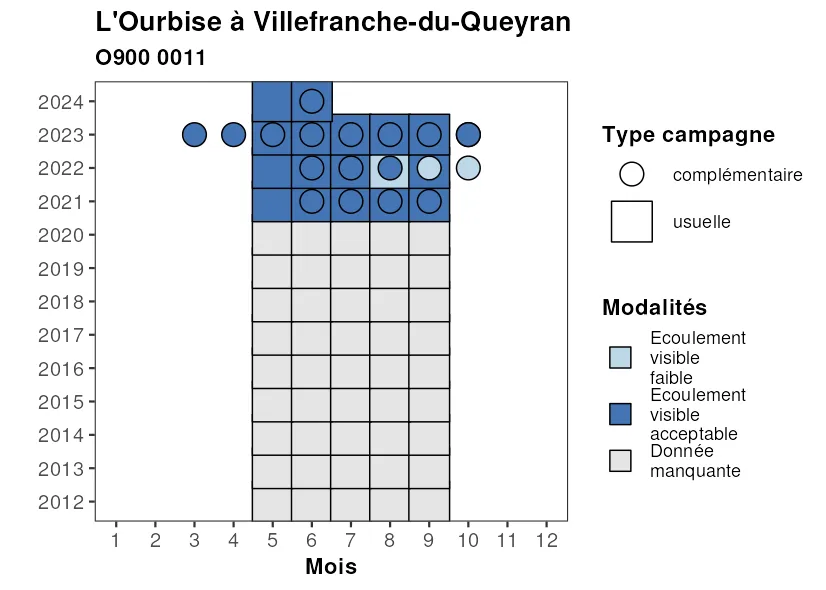 L'Ourbise à Villefranche-du-Queyran
O900 0011
2024
2023
2022
2021
2020
2019
2018
2017
2016
2015
2014
2013
2012
1 2 3 4 5 6 7 8 9 10 11 12
Mois
Type campagne
complémentaire
usuelle
Modalités
Ecoulement
visible
faible
Ecoulement
visible
acceptable
Donnée
manquante